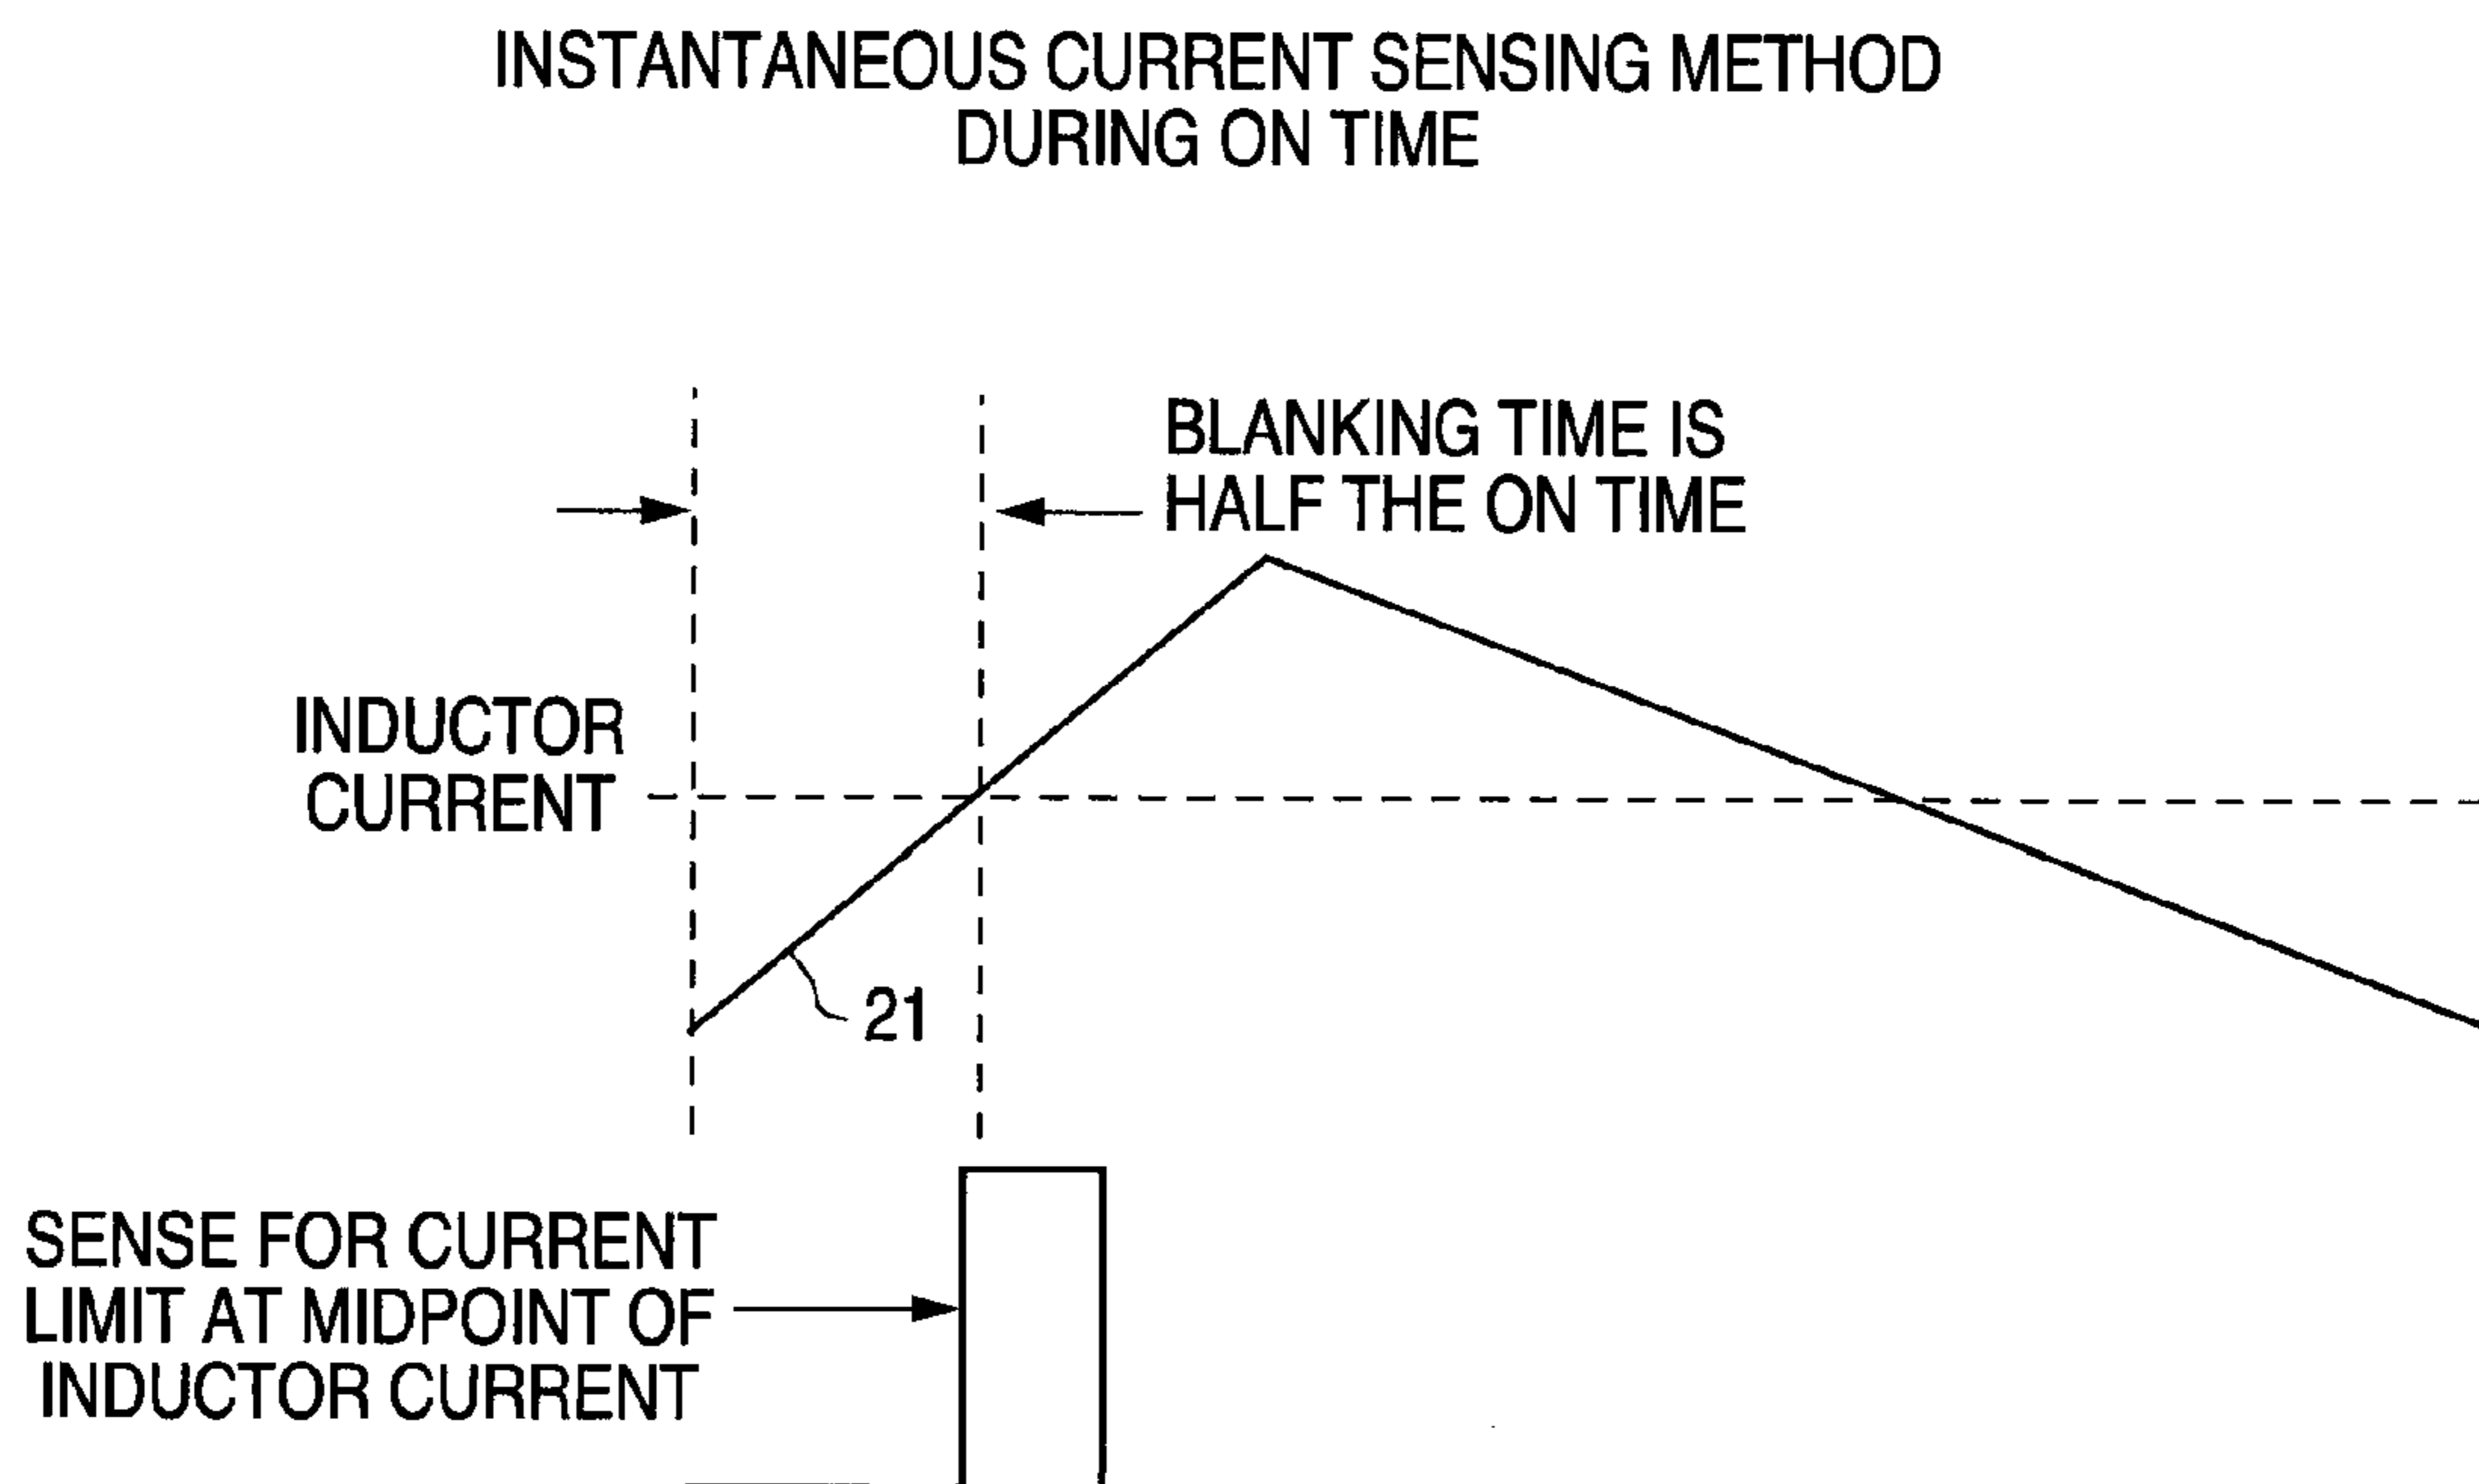 INSTANTANEOUS CURRENT SENSING METHOD
DURING ON TIME
BLANKING TIME IS
HALF THE ON TIME
INDUCTOR
CURRENT
21
SENSE FOR CURRENT
LIMIT AT MIDPOINT OF
INDUCTOR CURRENT